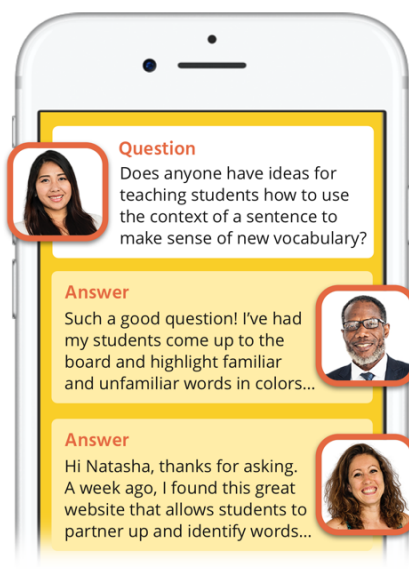 Question
Does anyone have ideas for
teaching students how to use
the context of a sentence to
make sense of new vocabulary?
Answer
Such a good question! I’ve had
my students come up to the
board and highlight familiar
and unfamiliar words in colors...
Answer
Hi Natasha, thanks for asking.
A week ago, I found this great
website that allows students to
partner up and identify words...